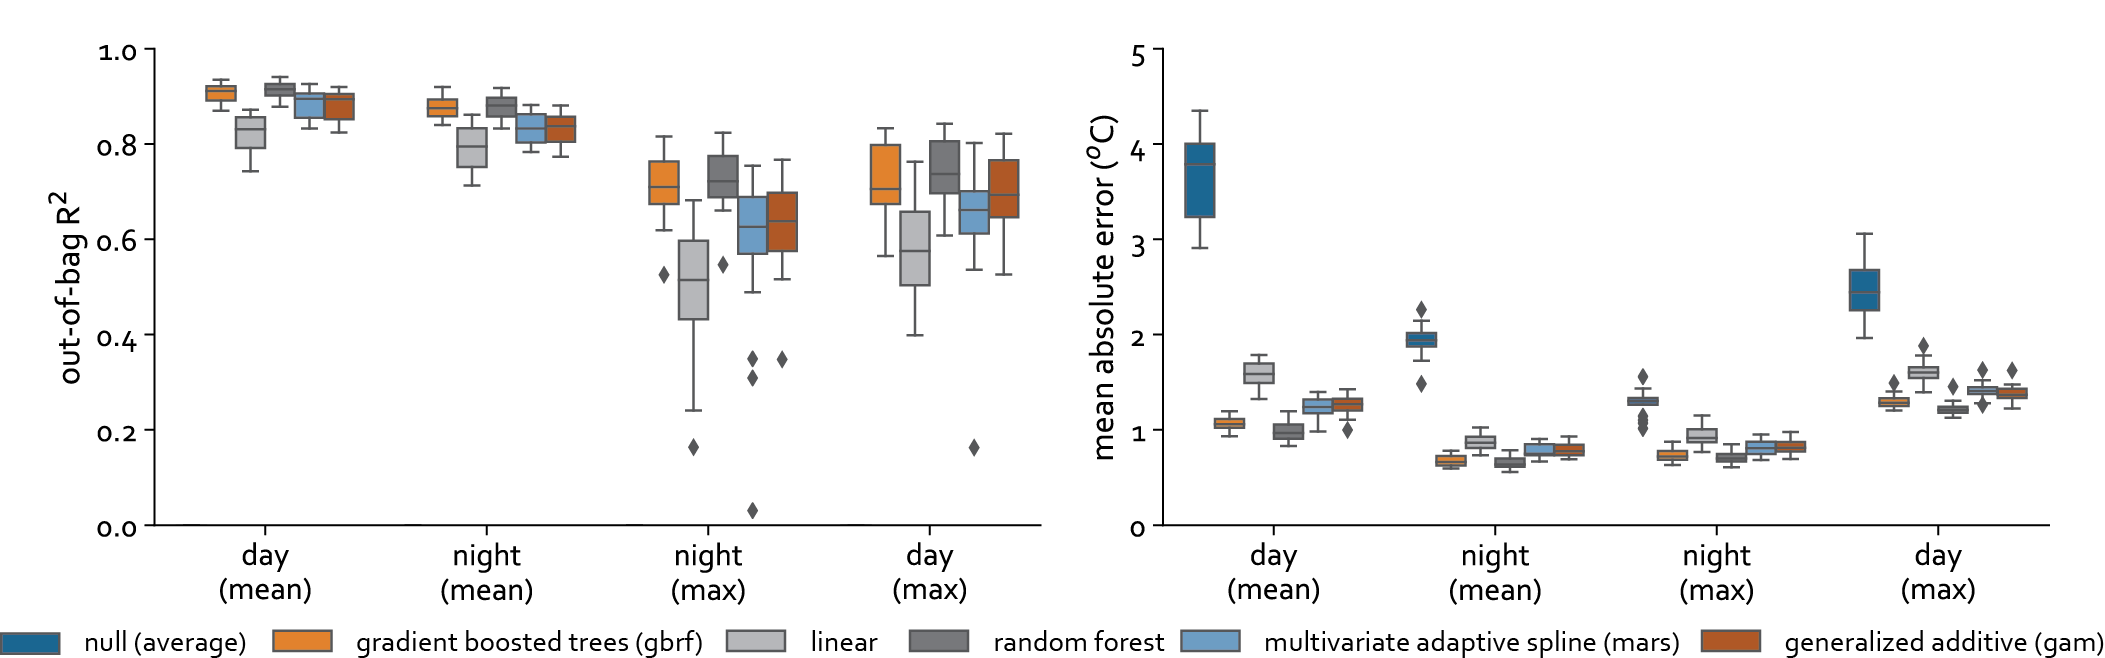 1.0
0.8
0.6
0.4
0.2
0.0
out-of-bag R²
day
(mean)
night
(mean)
night
(max)
day
(max)
5
4
3
2
1
0
mean absolute error (°C)
day
(mean)
night
(mean)
night
(max)
day
(max)
null (average) gradient boosted trees (gbrf) linear random forest multivariate adaptive spline (mars) generalized additive (gam)